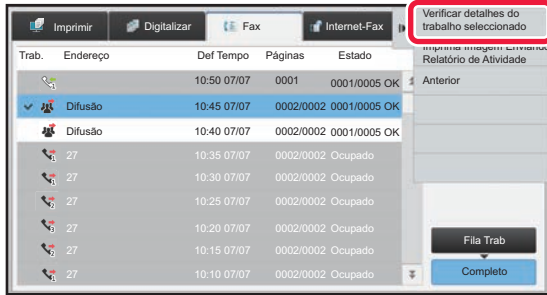 Imprimir
Digitalizar
Fax
Internet-Fax
Verificar detalhes do
trabalho seleccionado
Imprima Imagem Enviando
Relatório de Atividade
Anterior
Trab. Endereço Def Tempo Páginas Estado
10:50 07/07 0001 0001/0005 OK
Difusão 10:45 07/07 0002/0002 0001/0005 OK
Difusão 10:40 07/07 0002/0002 0001/0005 OK
27 10:35 07/07 0002/0002 Ocupado
27 10:30 07/07 0002/0002 Ocupado
27 10:25 07/07 0002/0002 Ocupado
27 10:20 07/07 0002/0002 Ocupado
27 10:15 07/07 0002/0002 Ocupado
27 10:10 07/07 0002/0002 Ocupado
Fila Trab
Completo